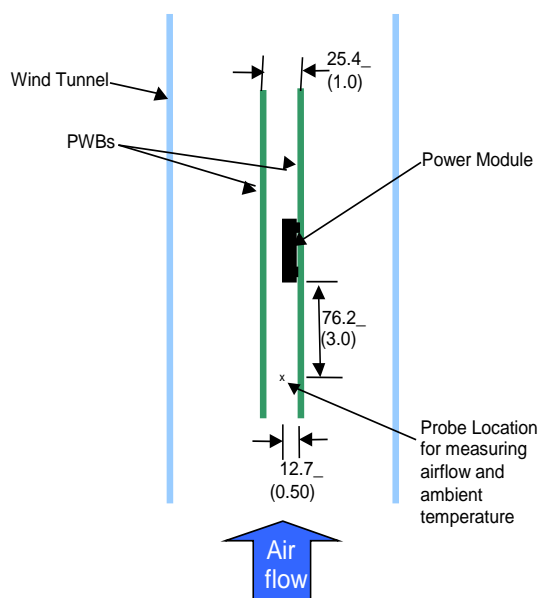 25.4_
(1.0)
Wind Tunnel
PWBs
Power Module
76.2_
(3.0)
x
Probe Location
for measuring
airflow and
ambient
temperature
12.7_
(0.50)
Air
flow